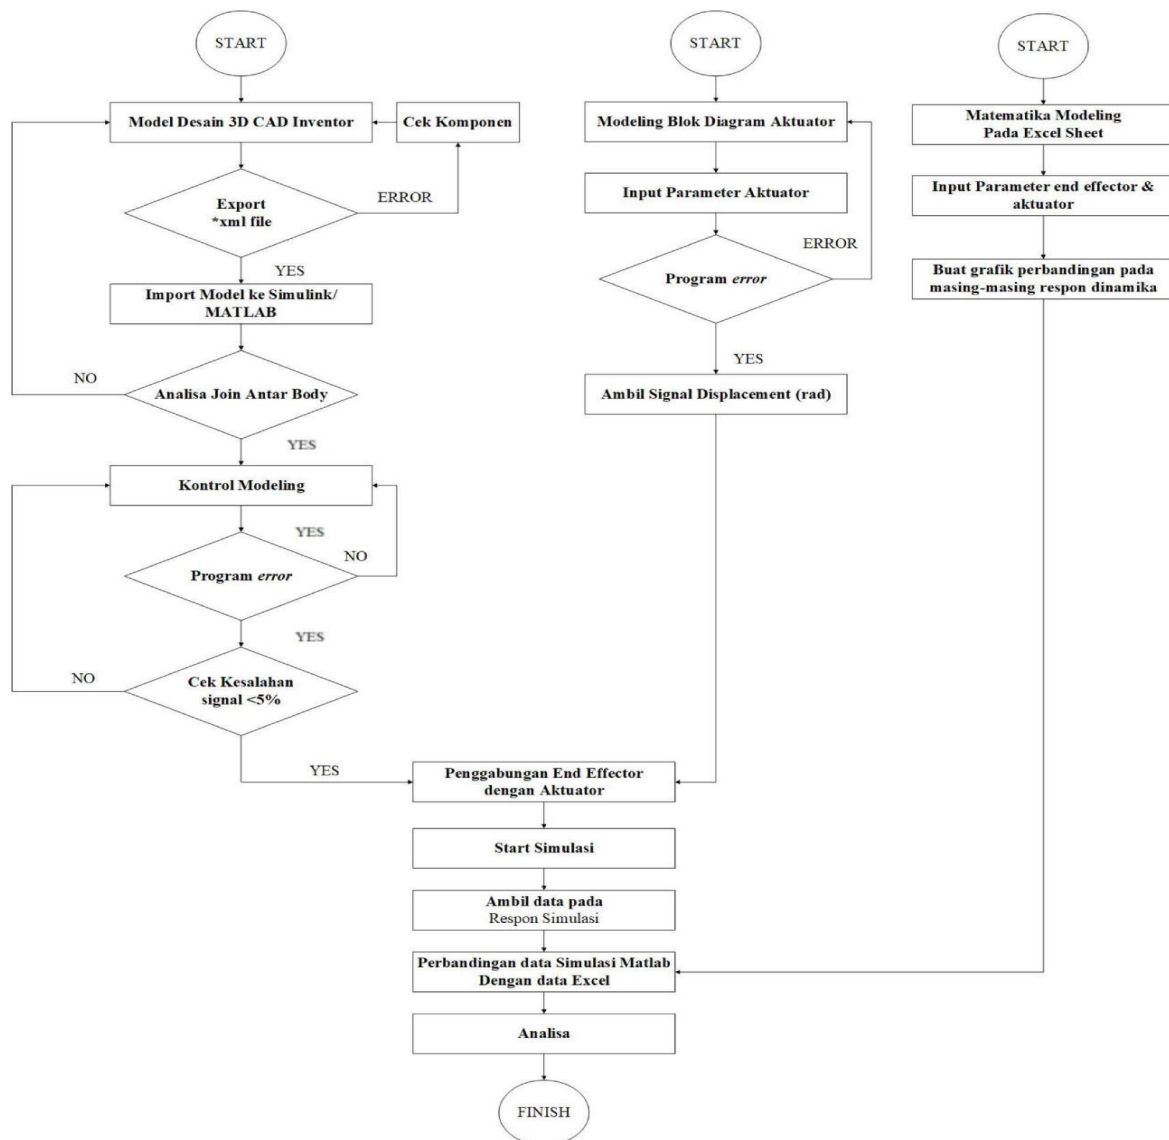 START
Model Desain 3D CAD Inventor
Cek Komponen
Export
*xml file
ERROR
YES
Import Model ke Simulink/
MATLAB
NO
Analisa Join Antar Body
YES
Kontrol Modeling
YES
NO
Program error
YES
NO
Cek Kesalahan
signal <5%
YES
START
Modeling Blok Diagram Aktuator
Input Parameter Aktuator
ERROR
Program error
YES
Ambil Signal Displacement (rad)
START
Matematika Modeling
Pada Excel Sheet
Input Parameter end effector &
aktuator
Buat grafik perbandingan pada
masing-masing respon dinamika
Penggabungan End Effector
dengan Aktuator
Start Simulasi
Ambil data pada
Respon Simulasi
Perbandingan data Simulasi Matlab
Dengan data Excel
Analisa
FINISH